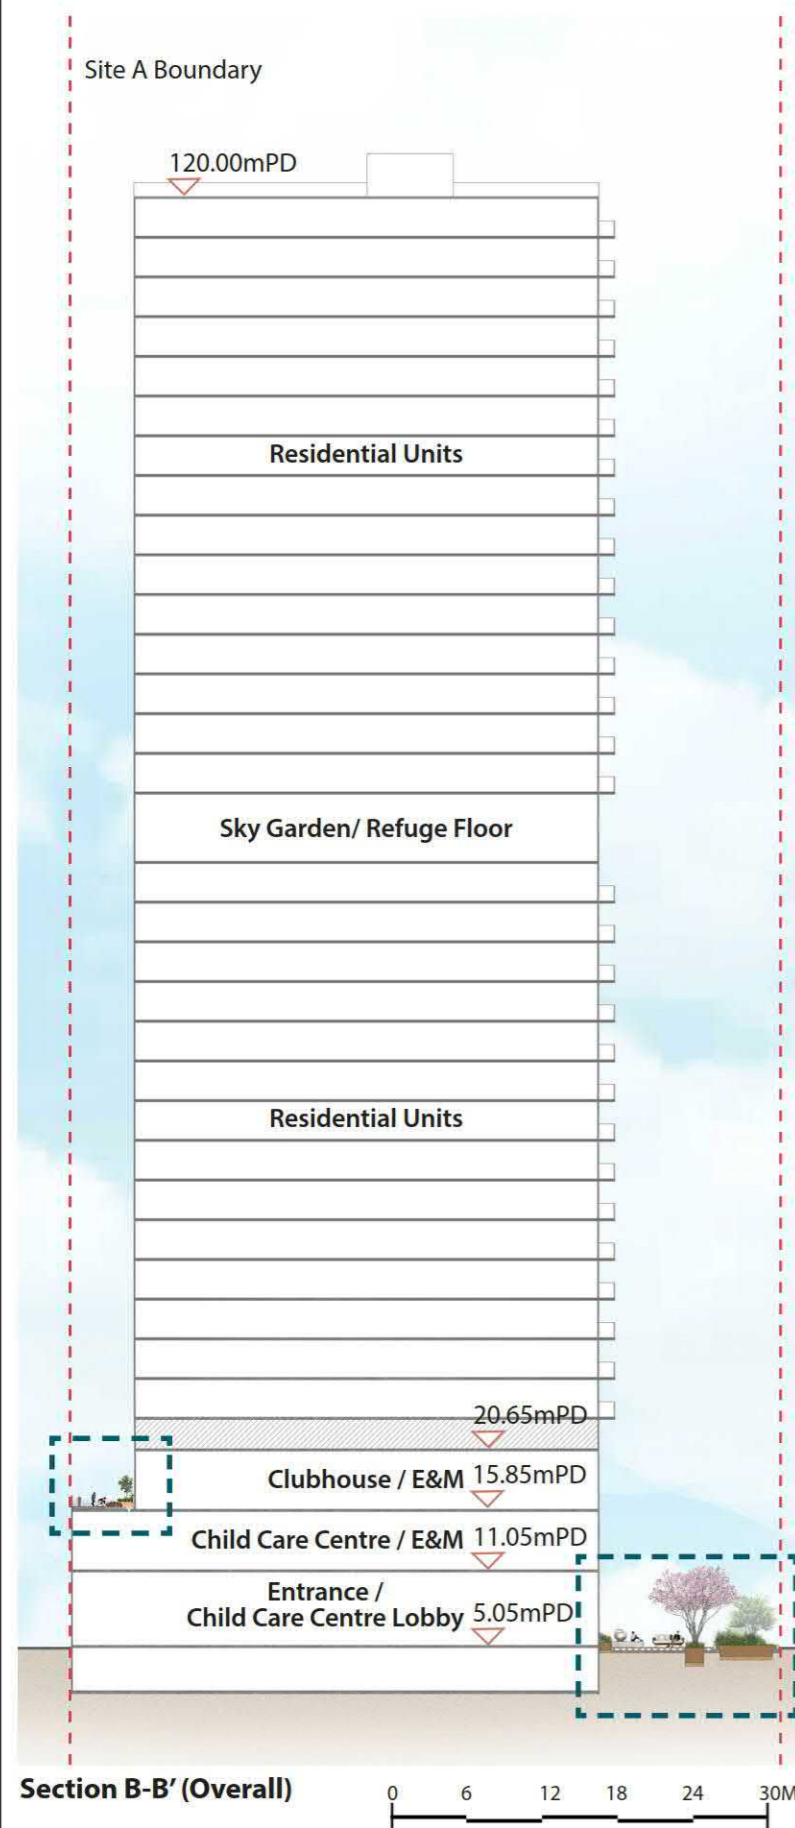 Site A Boundary
120.00mPD
Residential Units
Sky Garden/ Refuge Floor
Residential Units
20.65mPD
Clubhouse / E&M 15.85mPD
Child Care Centre / E&M 11.05mPD
Entrance /
Child Care Centre Lobby 5.05mPD
Section B-B' (Overall)
0 6 12 18 24 30M